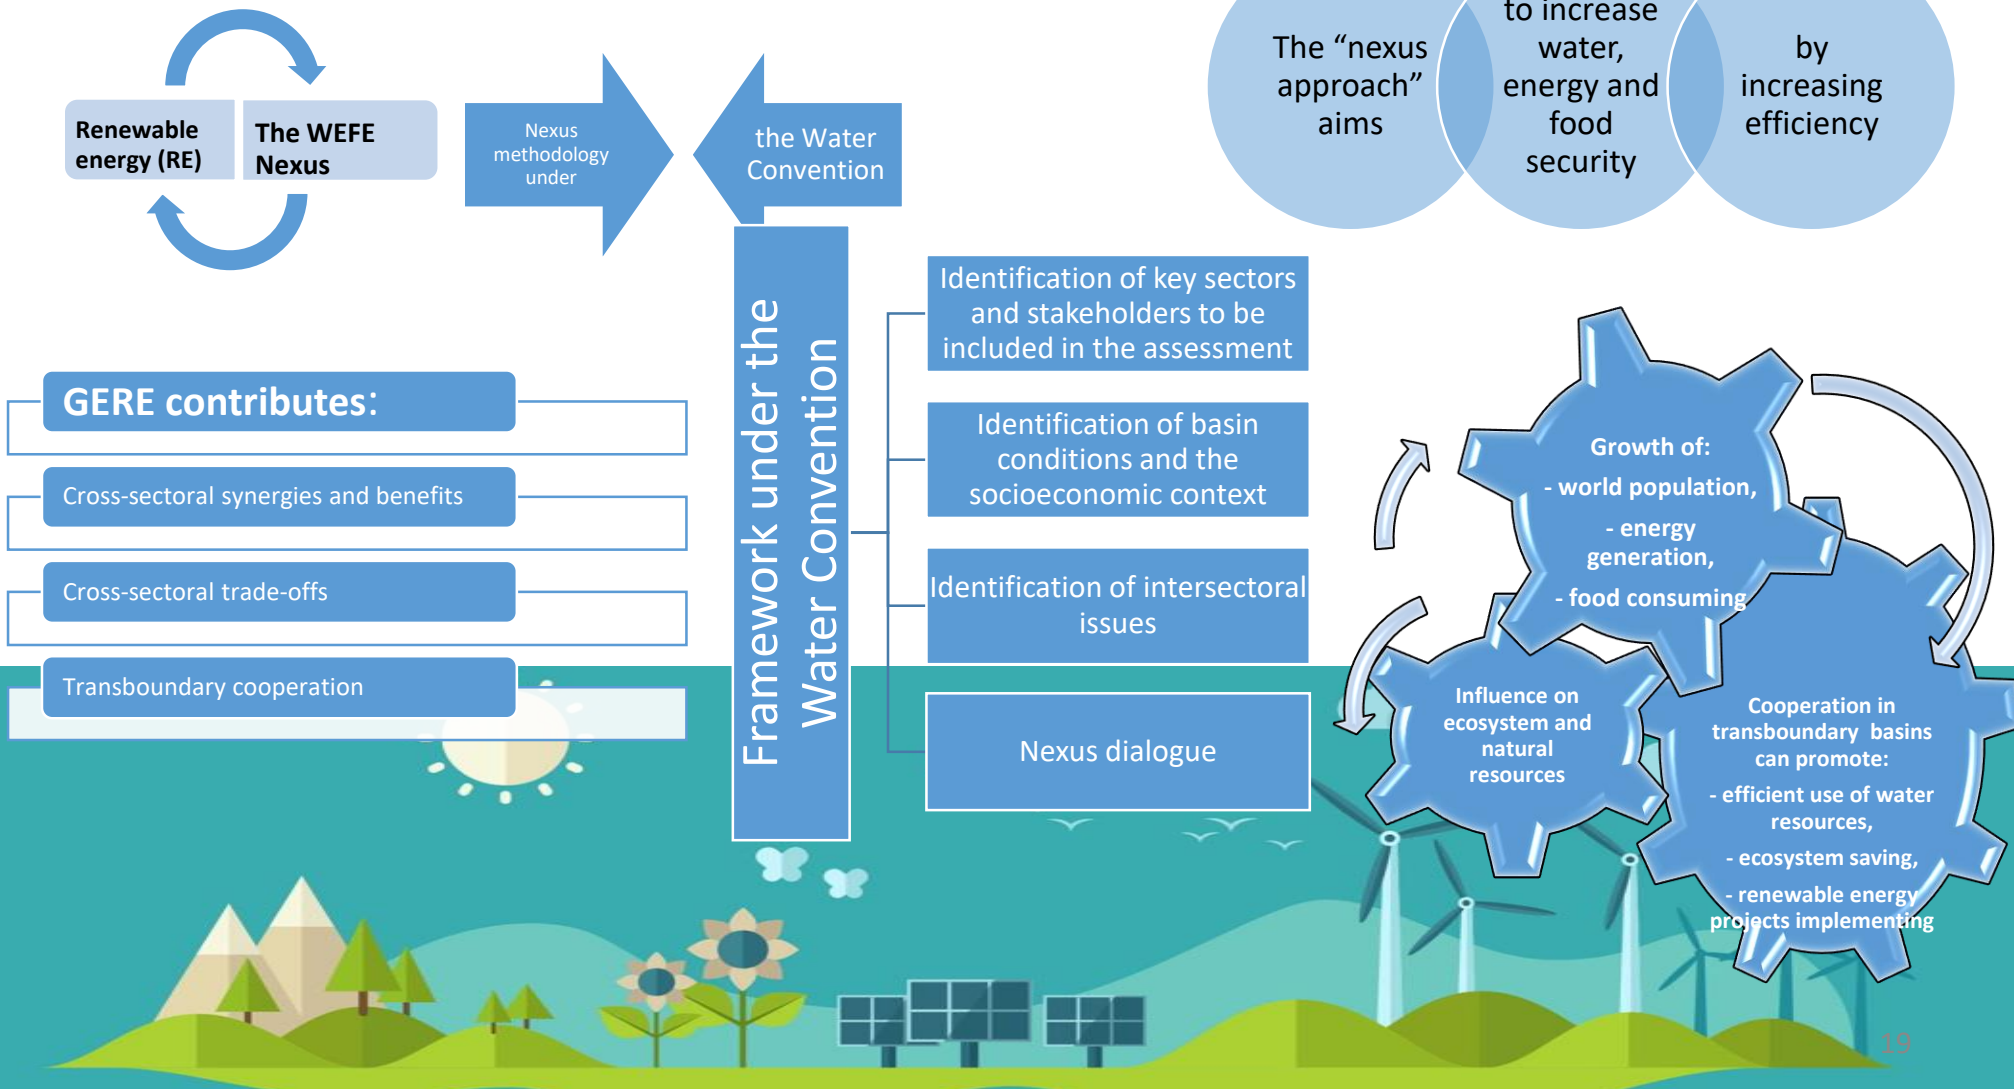 Renewable
energy (RE)
The WEFE
Nexus
Nexus
methodology
under
the Water
Convention
The “nexus
approach”
aims
to increase
water,
energy and
food
security
by
increasing
efficiency
GERE contributes:
Cross-sectoral synergies and benefits
Cross-sectoral trade-offs
Transboundary cooperation
Framework under the
Water Convention
Identification of key sectors
and stakeholders to be
included in the assessment
Identification of basin
conditions and the
socioeconomic context
Identification of intersectoral
issues
Nexus dialogue
Growth of:
- world population,
- energy
generation,
- food consuming
Influence on
ecosystem and
natural
resources
Cooperation in
transboundary basins
can promote:
- efficient use of water
resources,
- ecosystem saving,
- renewable energy
projects implementing
19